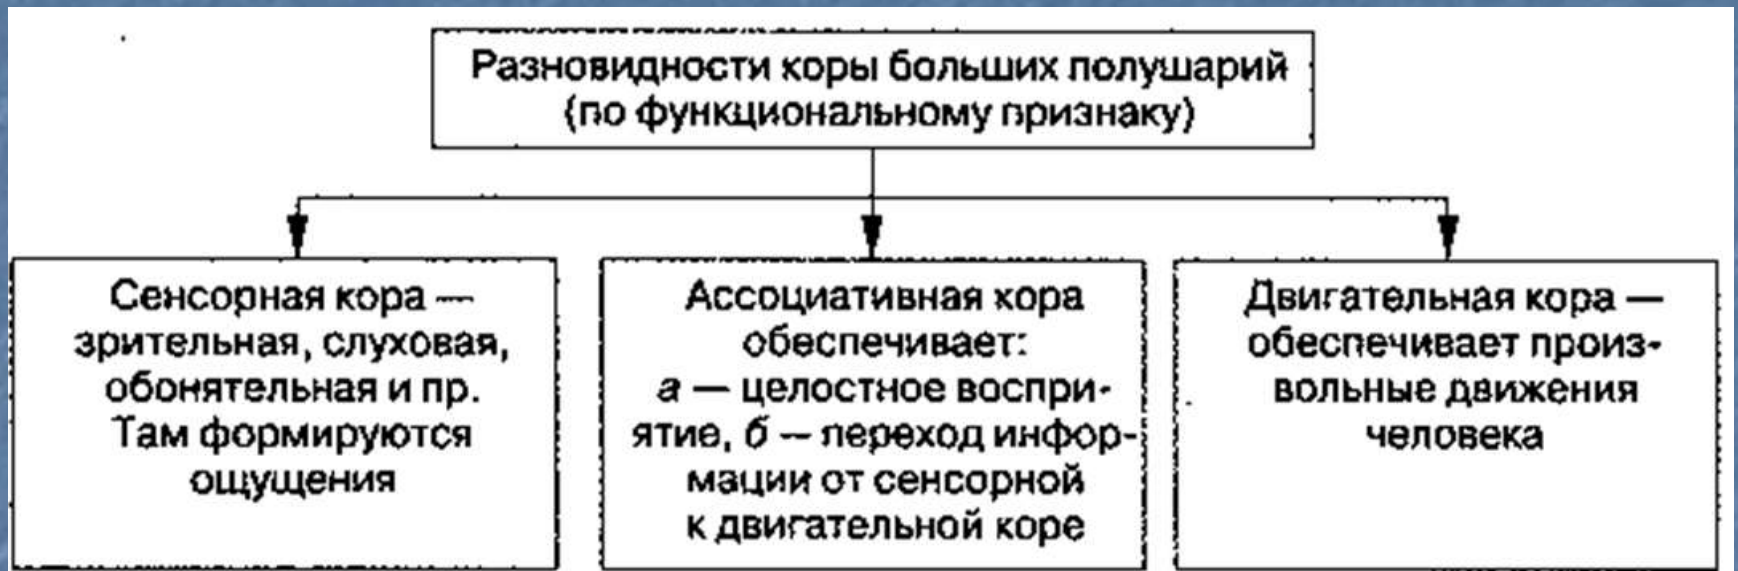 Разновидности коры больших полушарий
(по функциональному признаку)
Сенсорная кора —
зрительная, слуховая,
обонятельная и пр.
Там формируются
ощущения
Ассоциативная кора
обеспечивает:
а — целостное воспри-
ятие, б — переход инфор-
мации от сенсорной
к двигательной коре
Двигательная кора —
обеспечивает произ-
вольные движения
человека